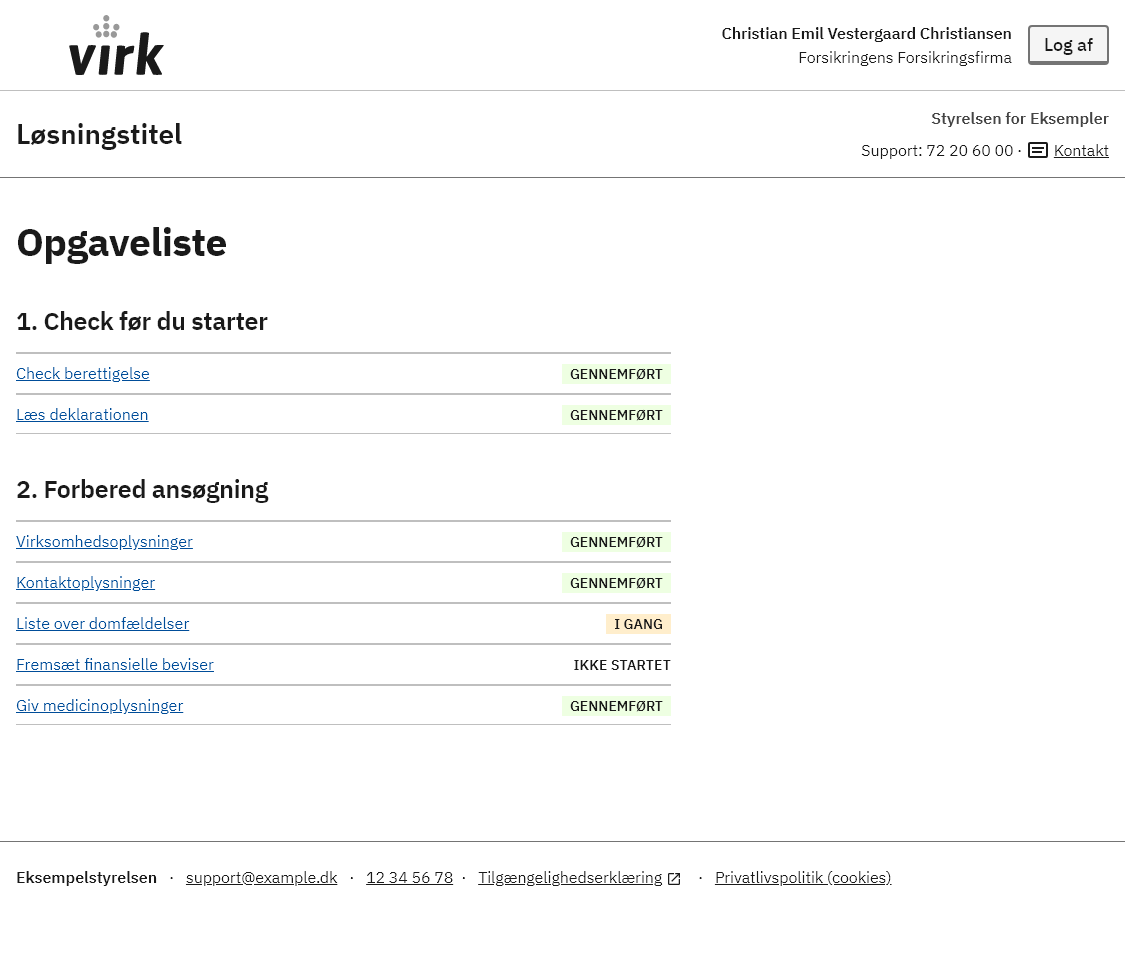 virk
Christian Emil Vestergaard Christiansen
Forsikringens Forsikringsfirma
Log af
Løsningstitel
Styrelsen for Eksempler
Support: 72 20 60 00 · Kontakt
Opgaveliste
1. Check før du starter
Check berettigelse GENNEMFØRT
Læs deklarationen GENNEMFØRT
2. Forbered ansøgning
Virksomhedsoplysninger GENNEMFØRT
Kontaktoplysninger GENNEMFØRT
Liste over domfældelser I GANG
Fremsæt finansielle beviser IKKE STARTET
Giv medicinoplysninger GENNEMFØRT
Eksempelstyrelsen · support@example.dk · 12 34 56 78 · Tilgængelighedserklæring · Privatlivspolitik (cookies)